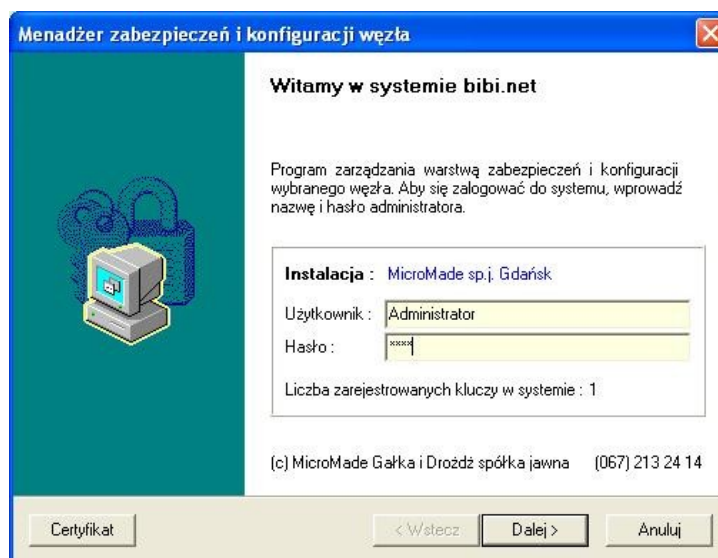 Menadżer zabezpieczeń i konfiguracji węzła
Witamy w systemie bibi.net
Program zarządzania warstwą zabezpieczeń i konfiguracji
wybranego węzła. Aby się zalogować do systemu, wprowadź
nazwę i hasło administratora.
Instalacja : MicroMade sp.j. Gdańsk
Użytkownik : Administrator
Hasło : ****
Liczba zarejestrowanych kluczy w systemie : 1
(c) MicroMade Gałka i Drożdż spółka jawna (067) 213 24 14
Certyfikat < Wstecz Dalej > Anuluj